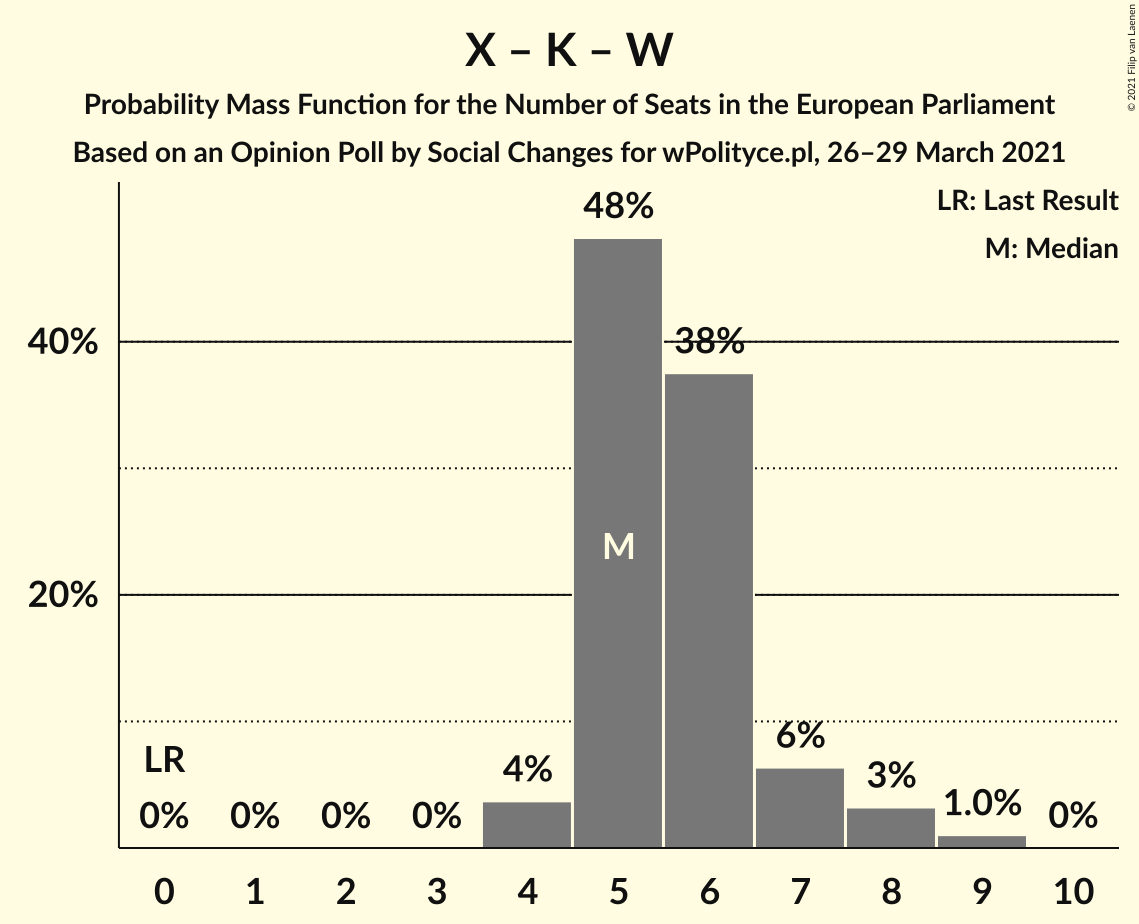 X – K – W
Probability Mass Function for the Number of Seats in the European Parliament
Based on an Opinion Poll by Social Changes for wPolityce.pl, 26–29 March 2021
© 2021 Filip van Laenen
LR: Last Result
M: Median
48%
40%
38%
M
20%
6%
LR
4%
3%
1.0%
0% 0% 0% 0% 0%
0 1 2 3 4 5 6 7 8 9 10